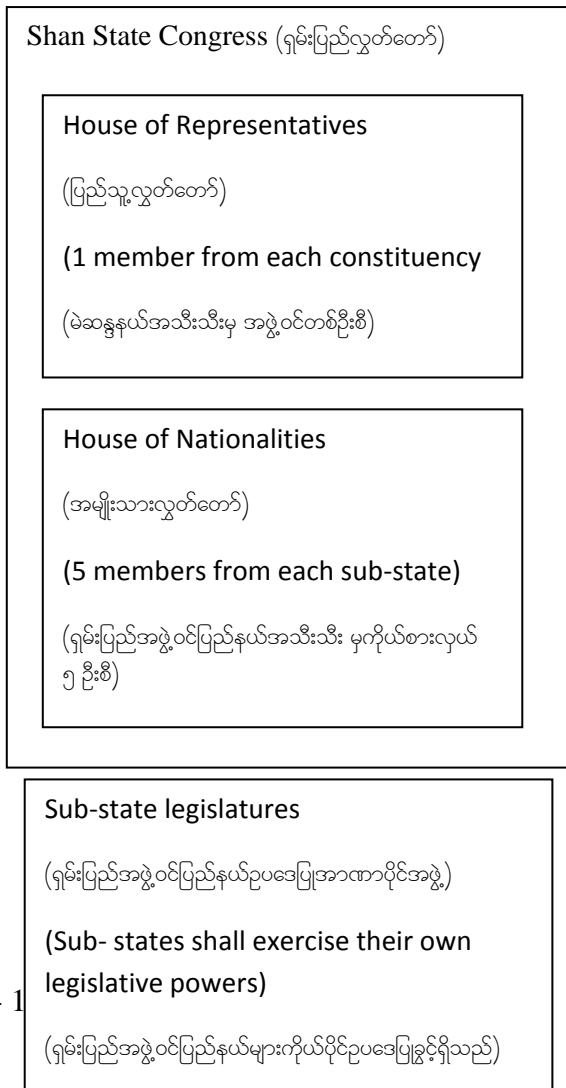 Shan State Congress (ရှမ်းပြည်လွှတ်တော်)
House of Representatives
(ပြည်သူ့လွှတ်တော်)
(1 member from each constituency
(မဲဆန္ဒနယ်အသီးသီးမှ အဖွဲ့ဝင်တစ်ဦးစီ)
House of Nationalities
(အမျိုးသားလွှတ်တော်)
(5 members from each sub-state)
(ရှမ်းပြည်အဖွဲ့ဝင်ပြည်နယ်အသီးသီး မှကိုယ်စားလှယ်
၅ ဦးစီ)
Sub-state legislatures
(ရှမ်းပြည်အဖွဲ့ဝင်ပြည်နယ်ဥပဒေပြုအာဏာပိုင်အဖွဲ့)
(Sub- states shall exercise their own
legislative powers)
- 1
(ရှမ်းပြည်အဖွဲ့ဝင်ပြည်နယ်များကိုယ်ပိုင်ဥပဒေပြုခွင့်ရှိသည်)